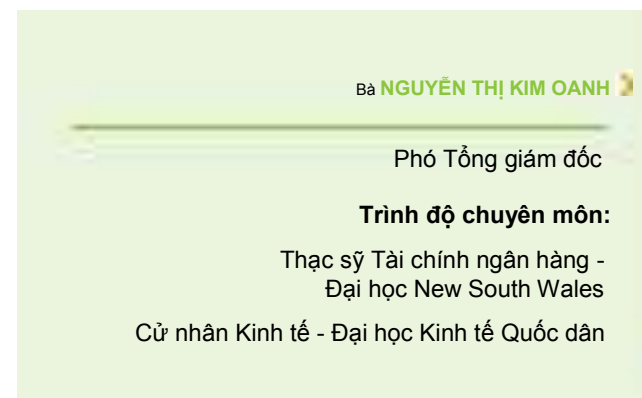 Bà NGUYỄN THỊ KIM OANH
Phó Tổng giám đốc
Trình độ chuyên môn:
Thạc sỹ Tài chính ngân hàng -
Đại học New South Wales
Cử nhân Kinh tế - Đại học Kinh tế Quốc dân